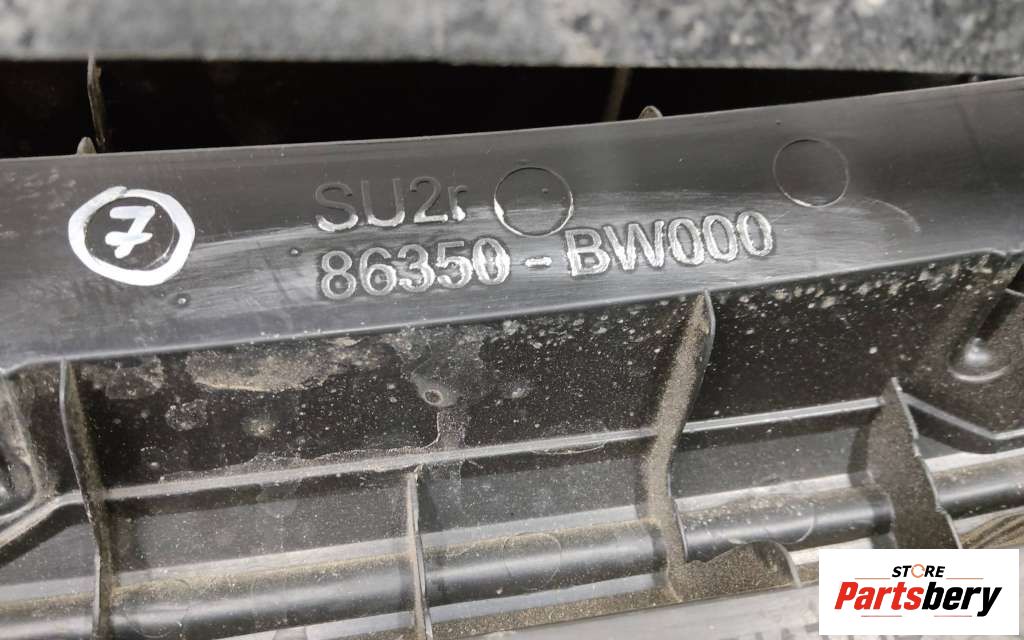 7
SU2r
86350-BW000
STORE
Partsbery